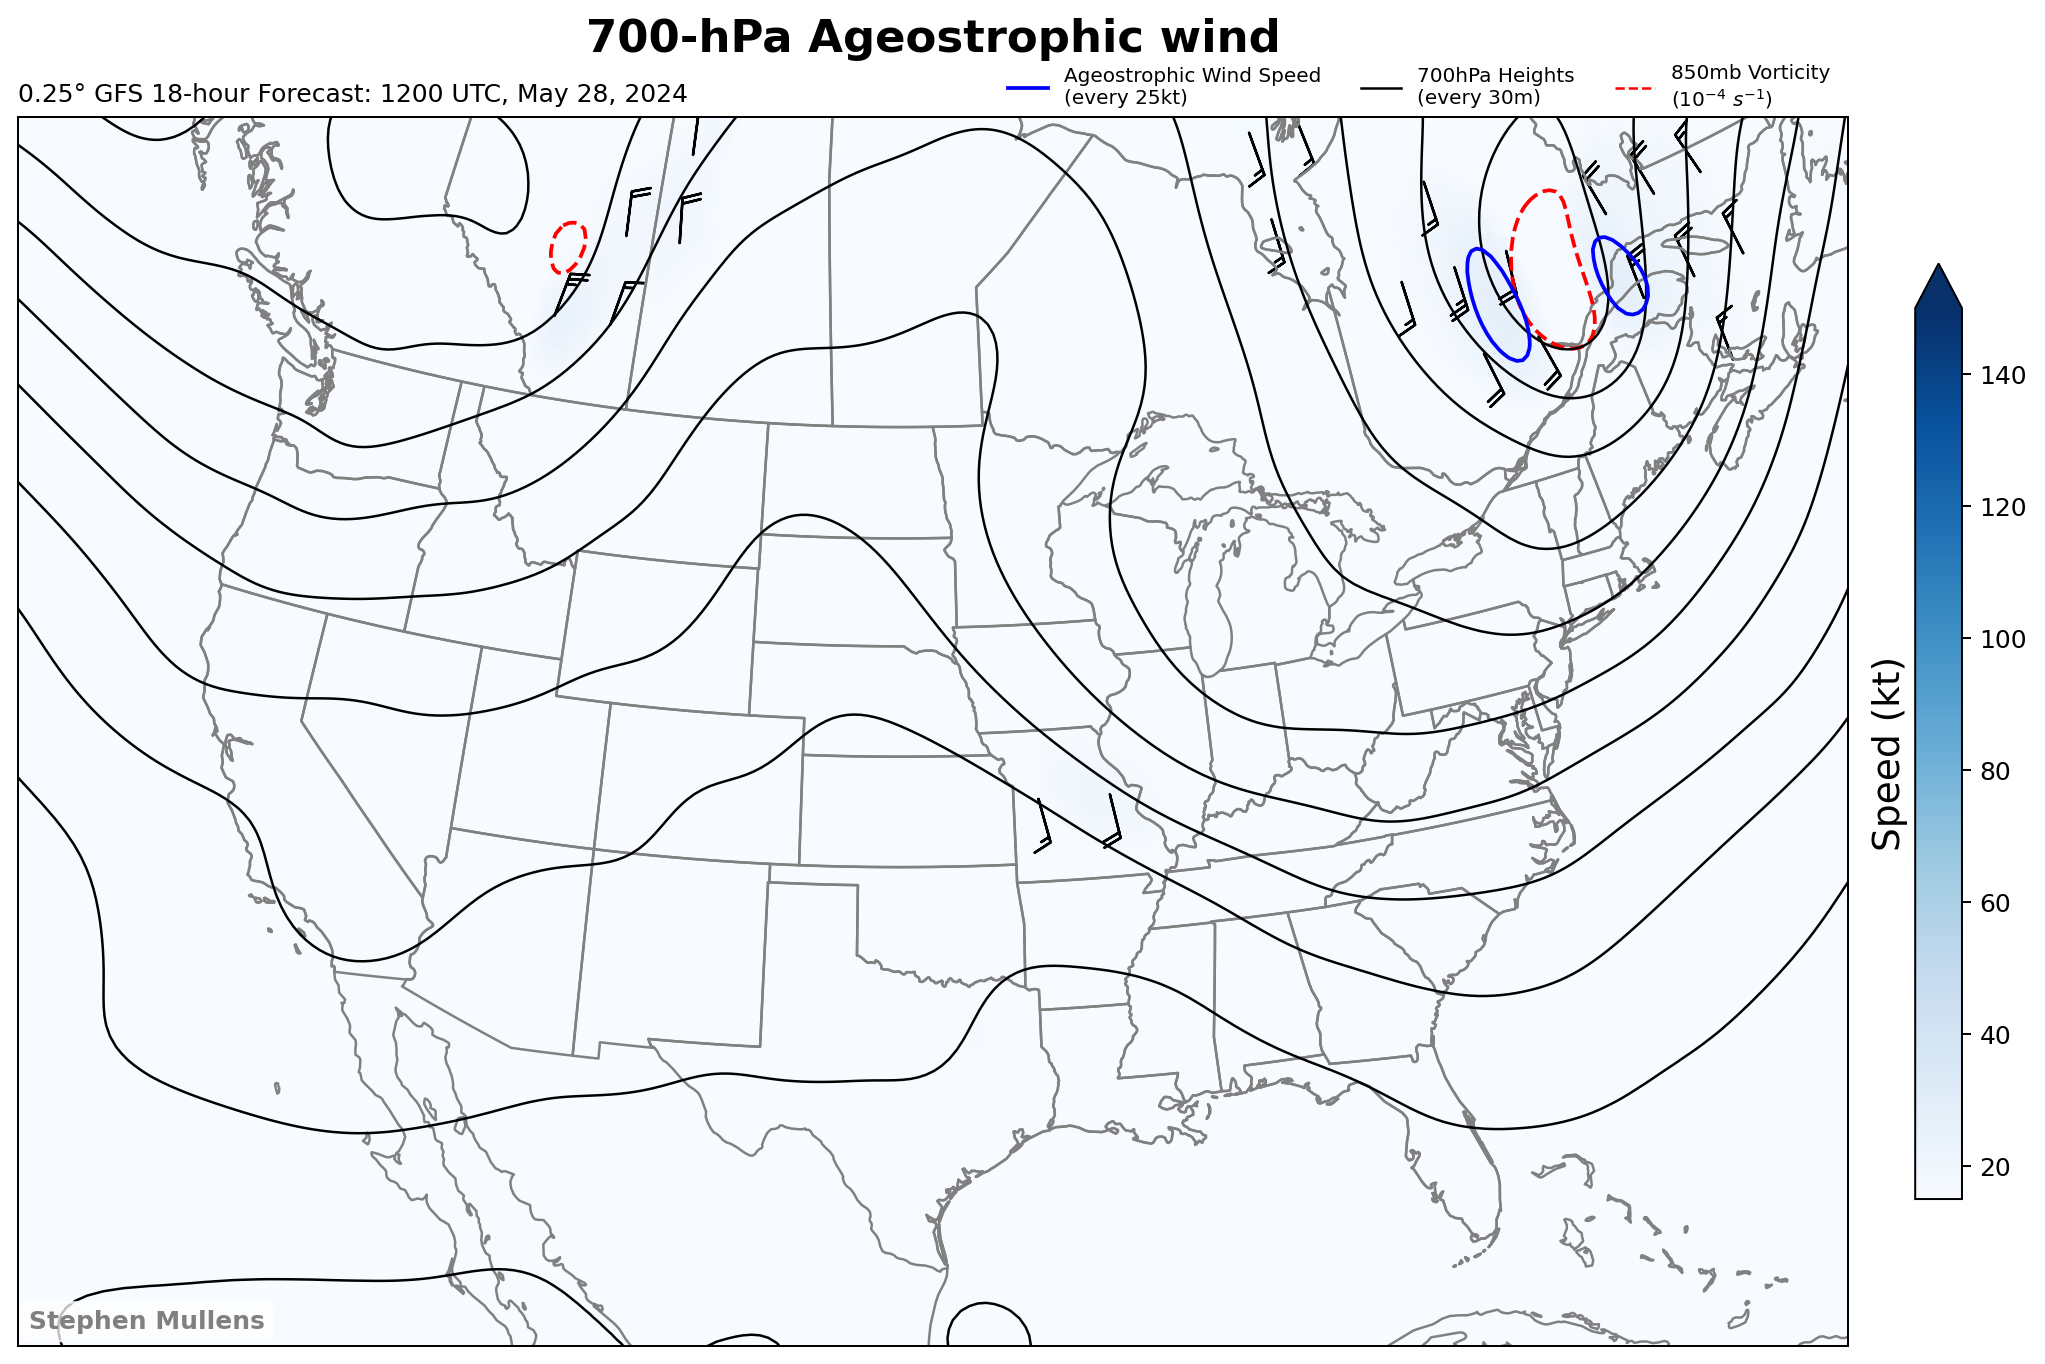 700-hPa Ageostrophic wind
0.25° GFS 18-hour Forecast: 1200 UTC, May 28, 2024
Ageostrophic Wind Speed
(every 25kt)
700hPa Heights
(every 30m)
850mb Vorticity
(10⁻⁴ s⁻¹)
140
120
100
80
60
40
20
Speed (kt)
Stephen Mullens